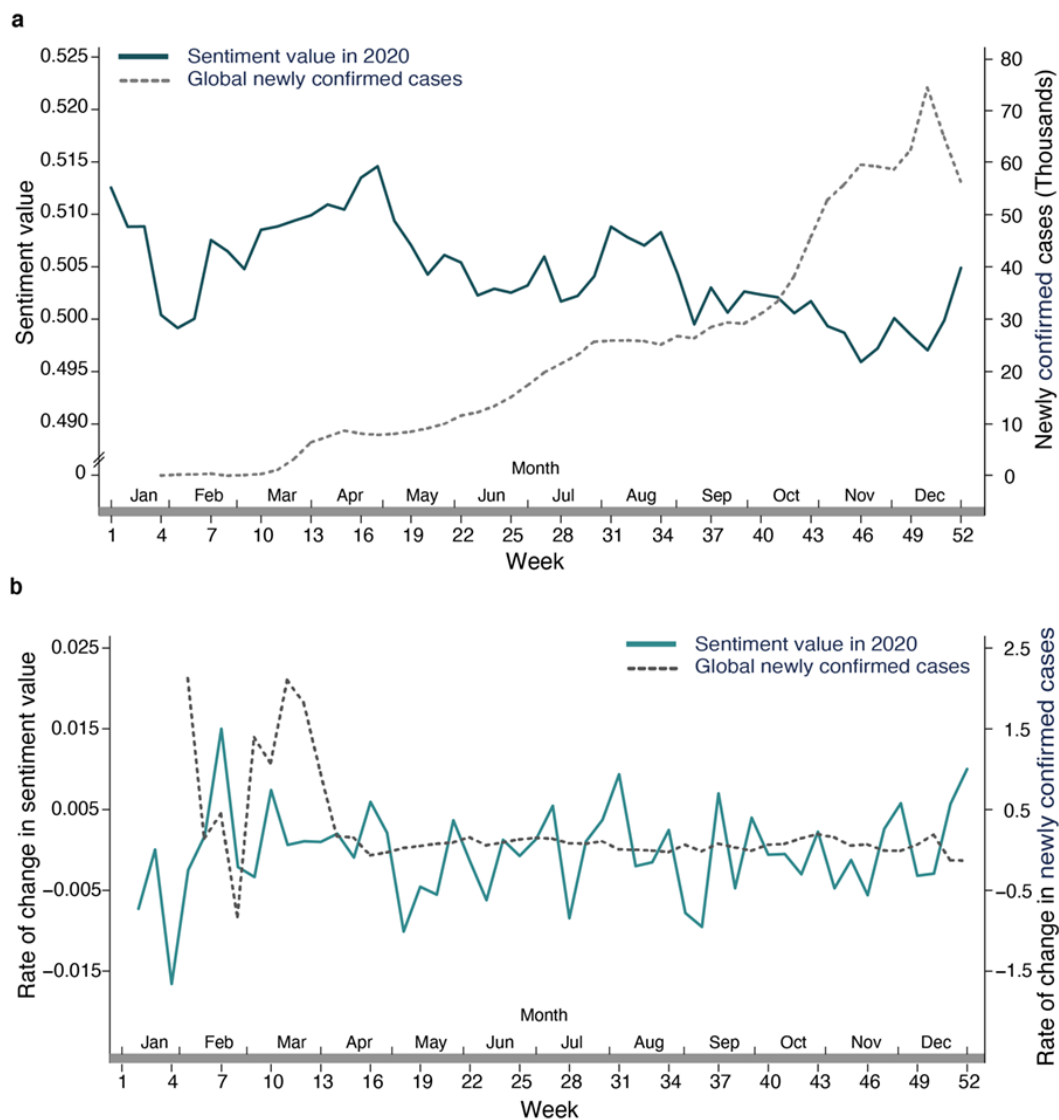 a
Sentiment value in 2020
Global newly confirmed cases
Sentiment value
0.525
0.520
0.515
0.510
0.505
0.500
0.495
0.490
0
Newly confirmed cases (Thousands)
80
70
60
50
40
30
20
10
0
Month
Jan Feb Mar Apr May Jun Jul Aug Sep Oct Nov Dec
1 4 7 10 13 16 19 22 25 28 31 34 37 40 43 46 49 52
Week
b
Sentiment value in 2020
Global newly confirmed cases
Rate of change in sentiment value
0.025
0.015
0.005
−0.005
−0.015
Rate of change in newly confirmed cases
2.5
1.5
0.5
−0.5
−1.5
Month
Jan Feb Mar Apr May Jun Jul Aug Sep Oct Nov Dec
1 4 7 10 13 16 19 22 25 28 31 34 37 40 43 46 49 52
Week